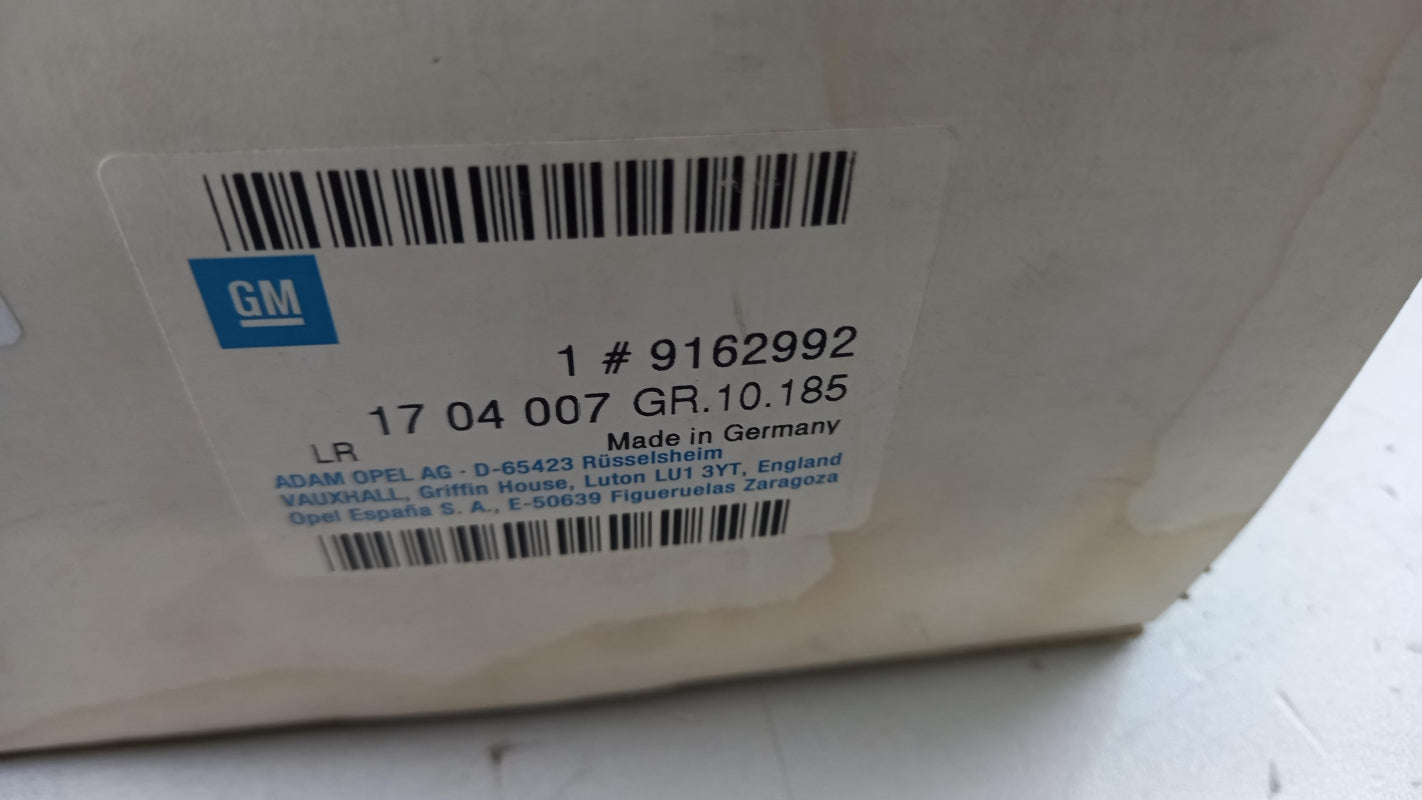 GM
1 # 9162992
17 04 007 GR.10.185
LR Made in Germany
ADAM OPEL AG · D-65423 Rüsselsheim
VAUXHALL, Griffin House, Luton LU1 3YT, England
Opel España S. A., E-50639 Figueruelas Zaragoza